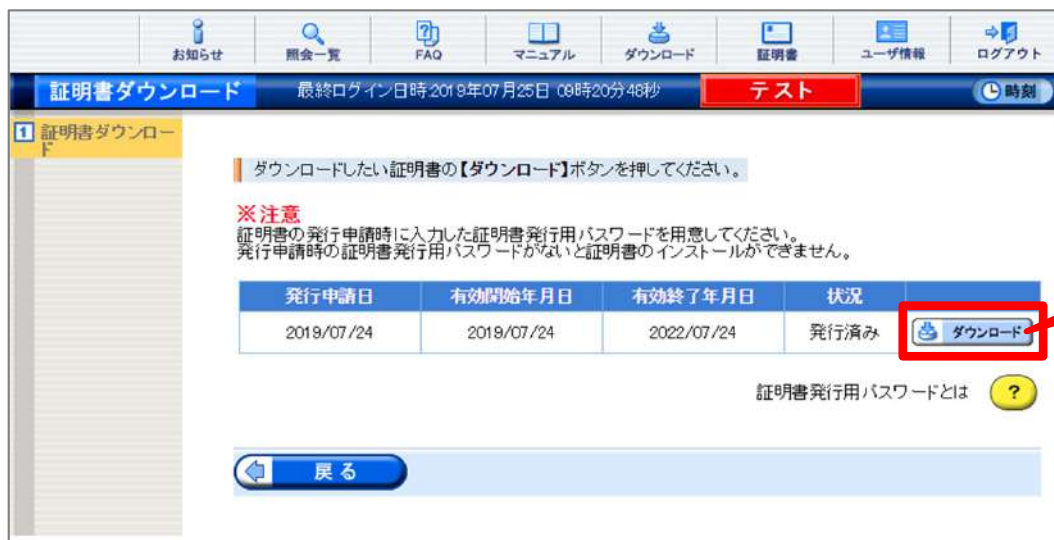 お知らせ
照会一覧
FAQ
マニュアル
ダウンロード
証明書
ユーザ情報
ログアウト
証明書ダウンロード
最終ログイン日時:2019年07月25日 09時20分48秒
テスト
時刻
1 証明書ダウンロー
ド
ダウンロードしたい証明書の【ダウンロード】ボタンを押してください。
※注意
証明書の発行申請時に入力した証明書発行用パスワードを用意してください。
発行申請時の証明書発行用パスワードがないと証明書のインストールができません。
発行申請日 有効開始年月日 有効終了年月日 状況
2019/07/24 2019/07/24 2022/07/24 発行済み ダウンロード
証明書発行用パスワードとは ?
戻る